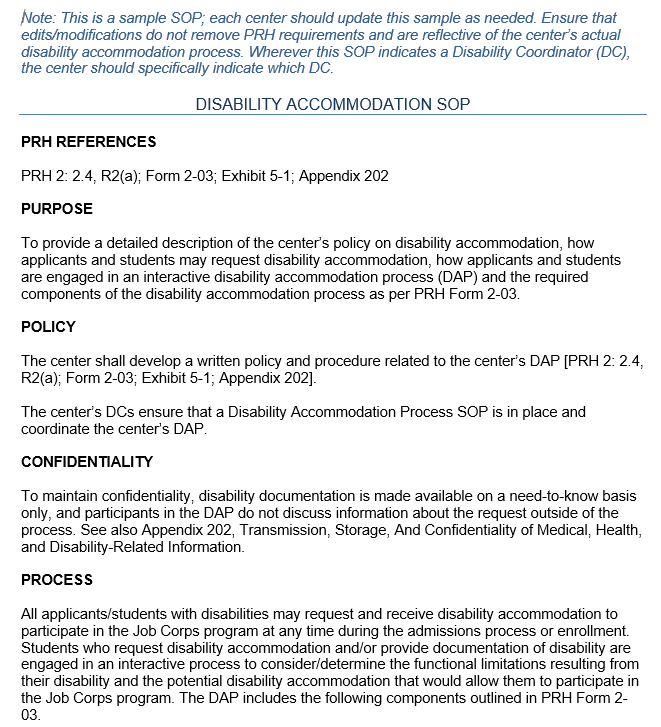 Note: This is a sample SOP; each center should update this sample as needed. Ensure that
edits/modifications do not remove PRH requirements and are reflective of the center's actual
disability accommodation process. Wherever this SOP indicates a Disability Coordinator (DC),
the center should specifically indicate which DC.
DISABILITY ACCOMMODATION SOP
PRH REFERENCES
PRH 2: 2.4, R2(a); Form 2-03; Exhibit 5-1; Appendix 202
PURPOSE
To provide a detailed description of the center's policy on disability accommodation, how
applicants and students may request disability accommodation, how applicants and students
are engaged in an interactive disability accommodation process (DAP) and the required
components of the disability accommodation process as per PRH Form 2-03.
POLICY
The center shall develop a written policy and procedure related to the center's DAP [PRH 2: 2.4,
R2(a); Form 2-03; Exhibit 5-1; Appendix 202].
The center's DCs ensure that a Disability Accommodation Process SOP is in place and
coordinate the center's DAP.
CONFIDENTIALITY
To maintain confidentiality, disability documentation is made available on a need-to-know basis
only, and participants in the DAP do not discuss information about the request outside of the
process. See also Appendix 202, Transmission, Storage, And Confidentiality of Medical, Health,
and Disability-Related Information.
PROCESS
All applicants/students with disabilities may request and receive disability accommodation to
participate in the Job Corps program at any time during the admissions process or enrollment.
Students who request disability accommodation and/or provide documentation of disability are
engaged in an interactive process to consider/determine the functional limitations resulting from
their disability and the potential disability accommodation that would allow them to participate in
the Job Corps program. The DAP includes the following components outlined in PRH Form 2-
03.